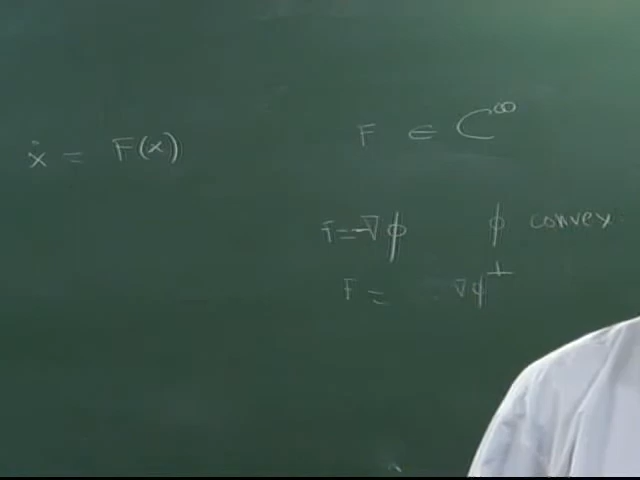 ẋ = F(x)
F ∈ C^∞
F = -∇ϕ ϕ convex
F = ∇ϕ^⊥